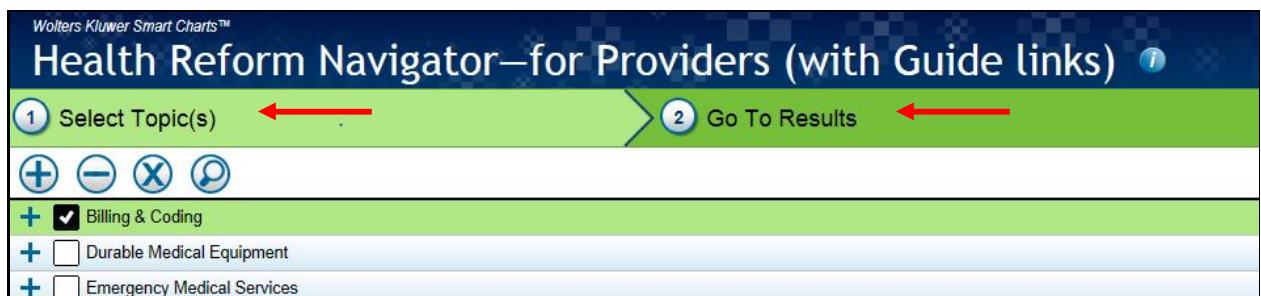 Wolters Kluwer Smart Charts™
Health Reform Navigator—for Providers (with Guide links) i
1 Select Topic(s) 2 Go To Results
Billing & Coding
Durable Medical Equipment
Emergency Medical Services